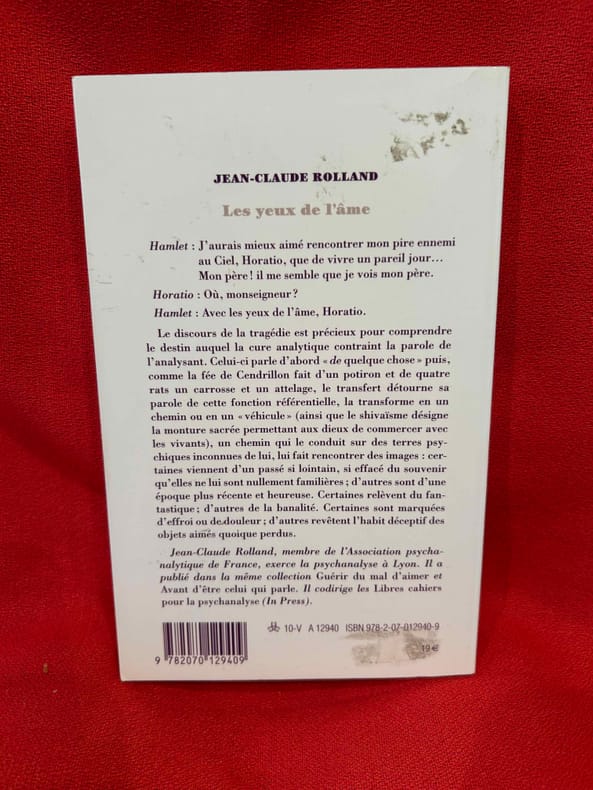 JEAN-CLAUDE ROLLAND
Les yeux de l'âme
Hamlet : J'aurais mieux aimé rencontrer mon pire ennemi
au Ciel, Horatio, que de vivre un pareil jour...
Mon père ! il me semble que je vois mon père.
Horatio : Où, monseigneur ?
Hamlet : Avec les yeux de l'âme, Horatio.
Le discours de la tragédie est précieux pour comprendre
le destin auquel la cure analytique contraint la parole de
l'analysant. Celui-ci parle d'abord « de quelque chose » puis,
comme la fée de Cendrillon fait d'un potiron et de quatre
rats un carrosse et un attelage, le transfert détourne sa
parole de cette fonction référentielle, la transforme en un
chemin ou en un « véhicule » (ainsi que le shivaïsme désigne
la monture sacrée permettant aux dieux de commercer avec
les vivants), un chemin qui le conduit sur des terres psy-
chiques inconnues de lui, lui fait rencontrer des images : cer-
taines viennent d'un passé si lointain, si effacé du souvenir
qu'elles ne lui sont nullement familières ; d'autres sont d'une
époque plus récente et heureuse. Certaines relèvent du fan-
tastique ; d'autres de la banalité. Certaines sont marquées
d'effroi ou de douleur ; d'autres revêtent l'habit déceptif des
objets aimés quoique perdus.
Jean-Claude Rolland, membre de l'Association psycha-
nalytique de France, exerce la psychanalyse à Lyon. Il a
publié dans la même collection Guérir du mal d'aimer et
Avant d'être celui qui parle. Il codirige les Libres cahiers
pour la psychanalyse (In Press).
10-V A 12940 ISBN 978-2-07-012940-9
19 €
9 782070 129409